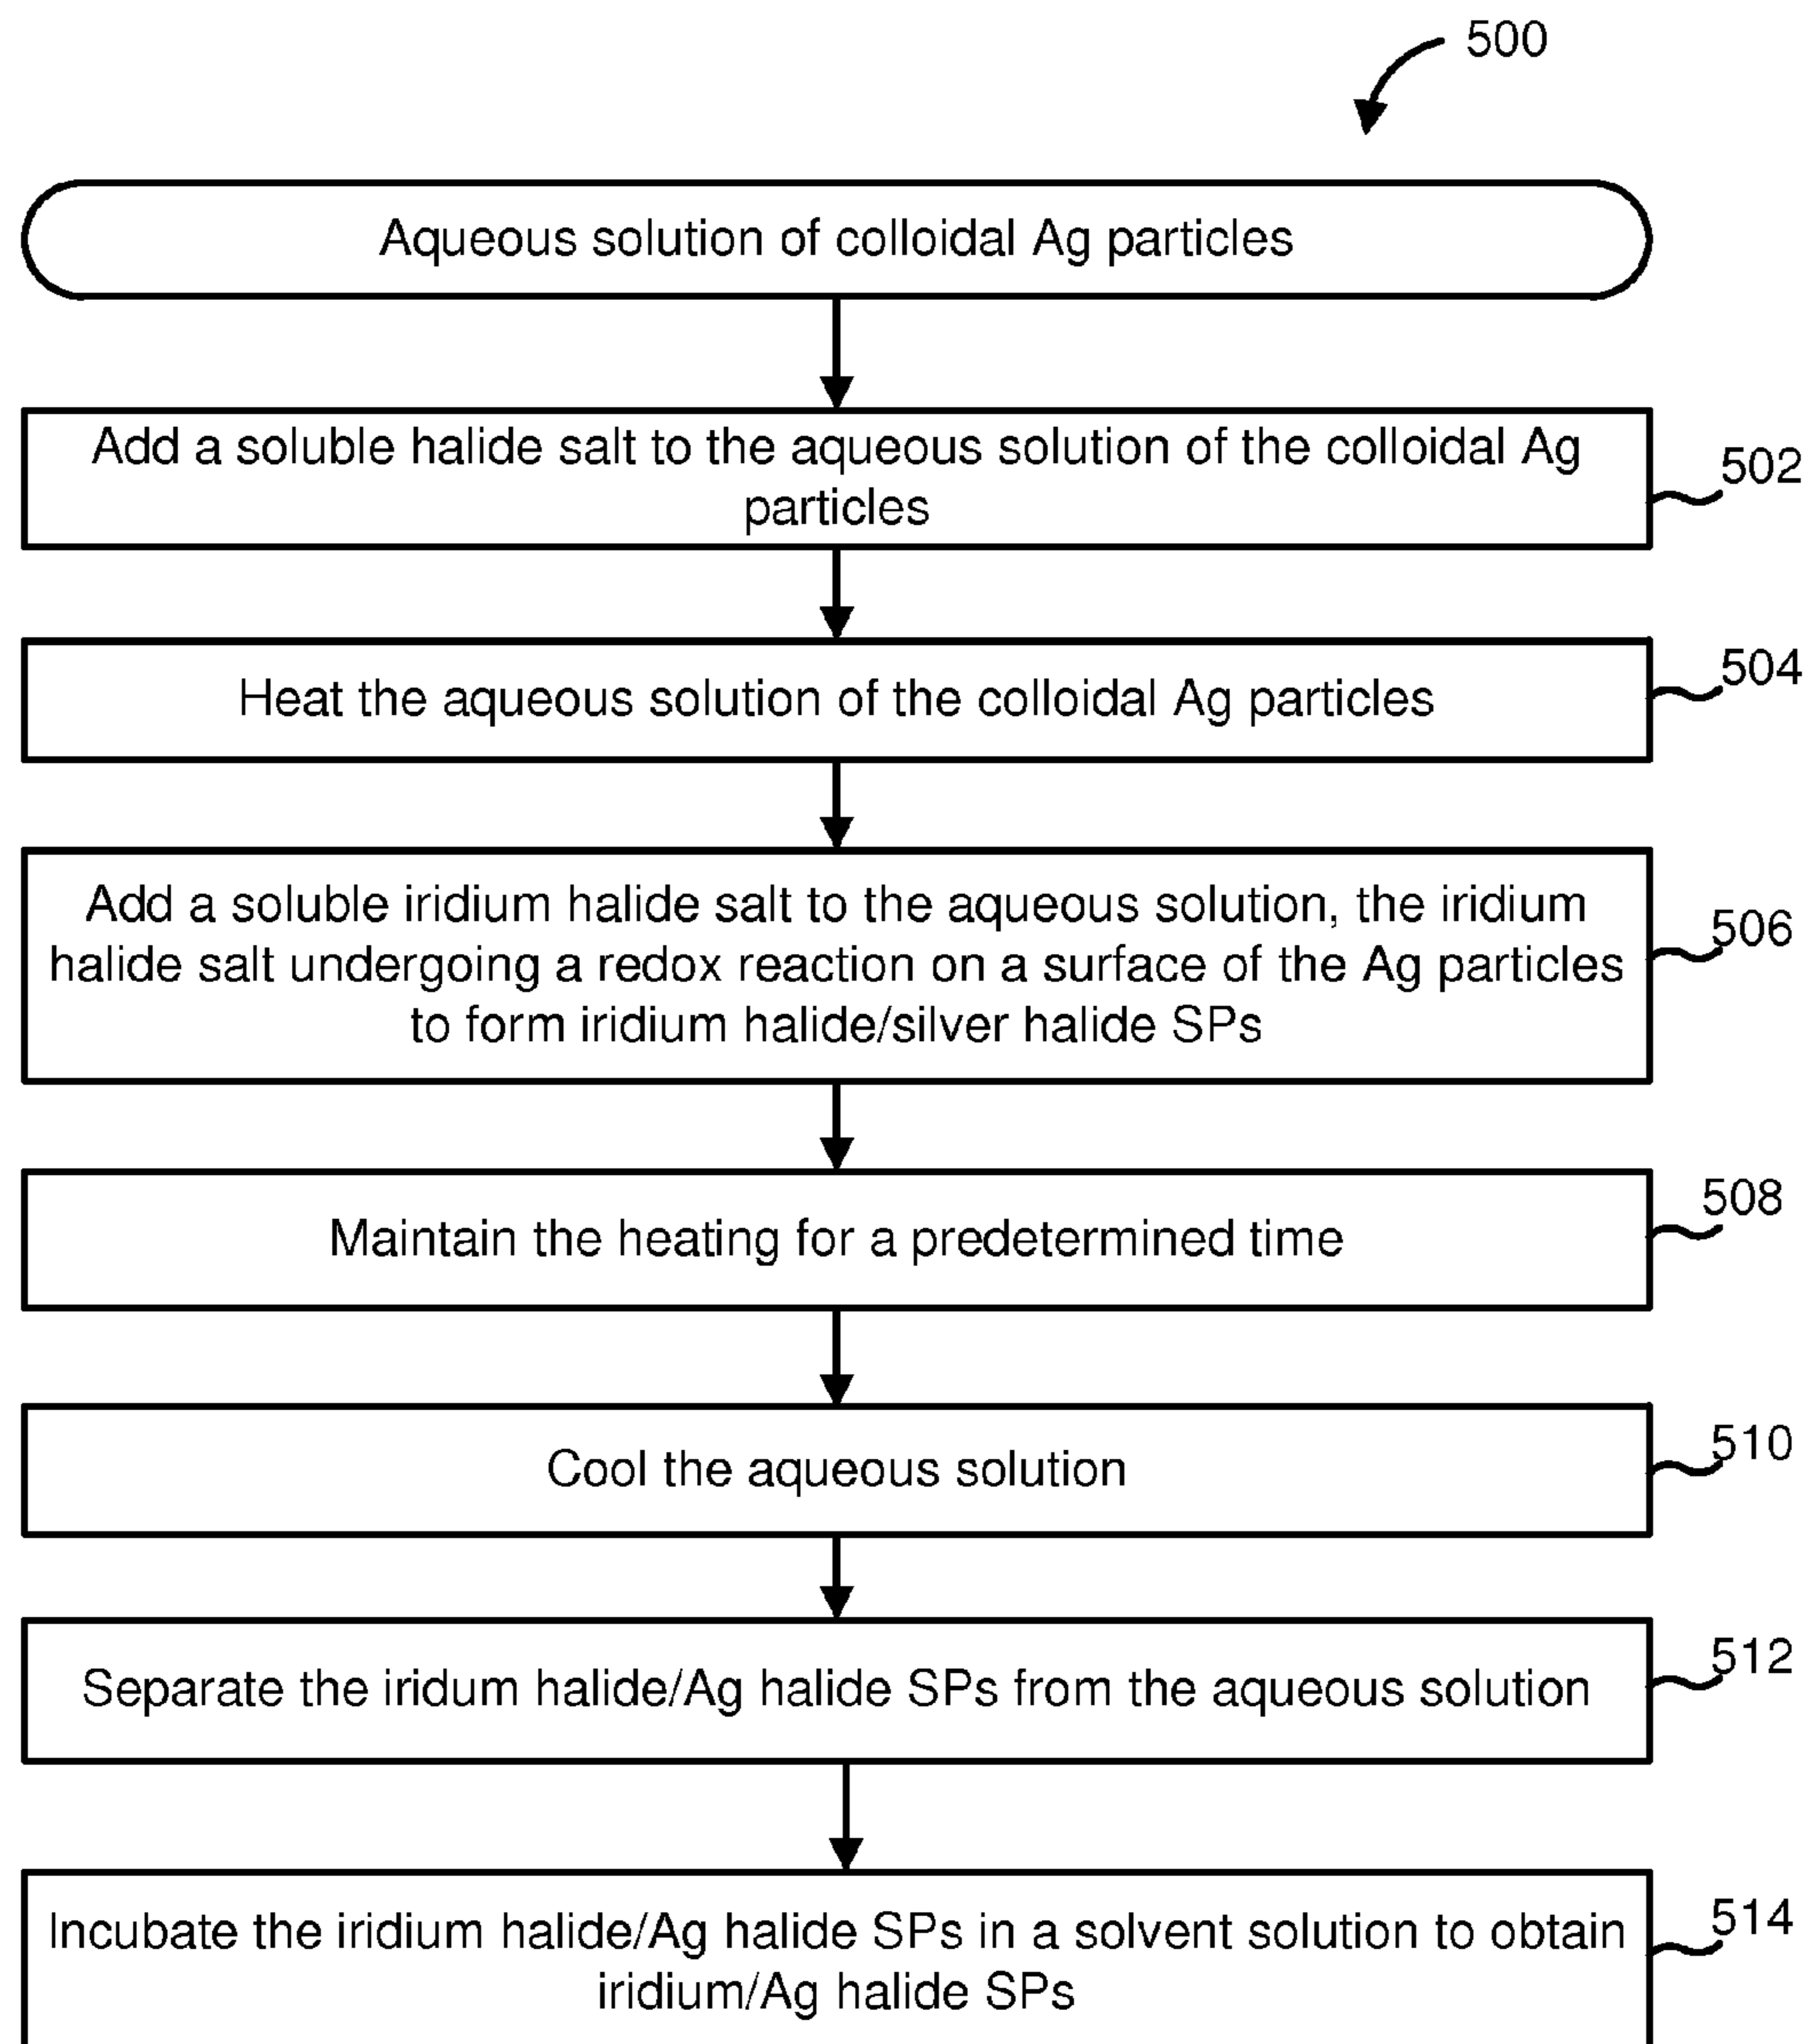 500
Aqueous solution of colloidal Ag particles
Add a soluble halide salt to the aqueous solution of the colloidal Ag
particles
502
Heat the aqueous solution of the colloidal Ag particles
504
Add a soluble iridium halide salt to the aqueous solution, the iridium
halide salt undergoing a redox reaction on a surface of the Ag particles
to form iridium halide/silver halide SPs
506
Maintain the heating for a predetermined time
508
Cool the aqueous solution
510
Separate the iridum halide/Ag halide SPs from the aqueous solution
512
Incubate the iridium halide/Ag halide SPs in a solvent solution to obtain
iridium/Ag halide SPs
514